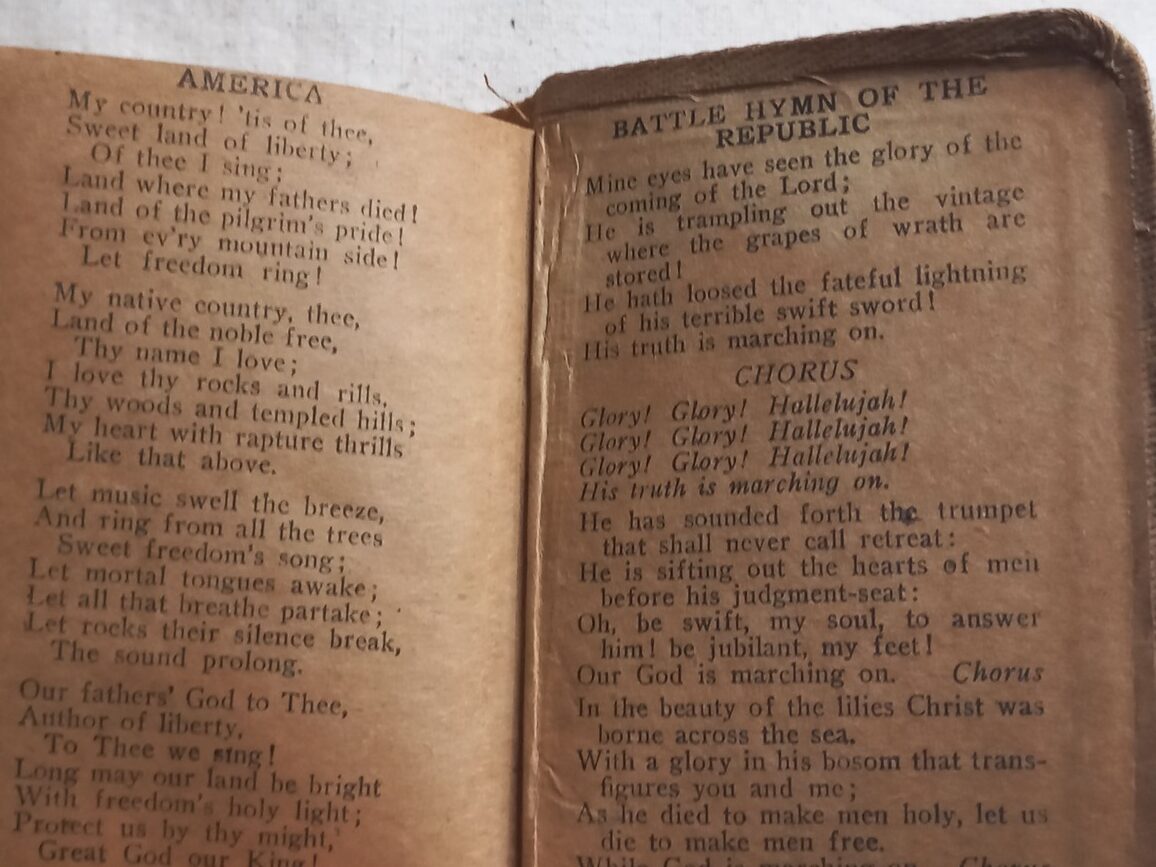 AMERICA
My country! 'tis of thee,
Sweet land of liberty;
Of thee I sing;
Land where my fathers died!
Land of the pilgrim's pride!
From ev'ry mountain side!
Let freedom ring!
My native country, thee,
Land of the noble free,
Thy name I love;
I love thy rocks and rills,
Thy woods and templed hills;
My heart with rapture thrills
Like that above.
Let music swell the breeze,
And ring from all the trees
Sweet freedom's song;
Let mortal tongues awake;
Let all that breathe partake;
Let rocks their silence break,
The sound prolong.
Our fathers' God to Thee,
Author of liberty,
To Thee we sing!
Long may our land be bright
With freedom's holy light;
Protect us by thy might,
Great God our King!
BATTLE HYMN OF THE
REPUBLIC
Mine eyes have seen the glory of the
coming of the Lord;
He is trampling out the vintage
where the grapes of wrath are
stored!
He hath loosed the fateful lightning
of his terrible swift sword!
His truth is marching on.
CHORUS
Glory! Glory! Hallelujah!
Glory! Glory! Hallelujah!
Glory! Glory! Hallelujah!
His truth is marching on.
He has sounded forth the trumpet
that shall never call retreat:
He is sifting out the hearts of men
before his judgment-seat:
Oh, be swift, my soul, to answer
him! be jubilant, my feet!
Our God is marching on. Chorus
In the beauty of the lilies Christ was
borne across the sea.
With a glory in his bosom that trans-
figures you and me;
As he died to make men holy, let us
die to make men free.
While God is marching on. Chorus